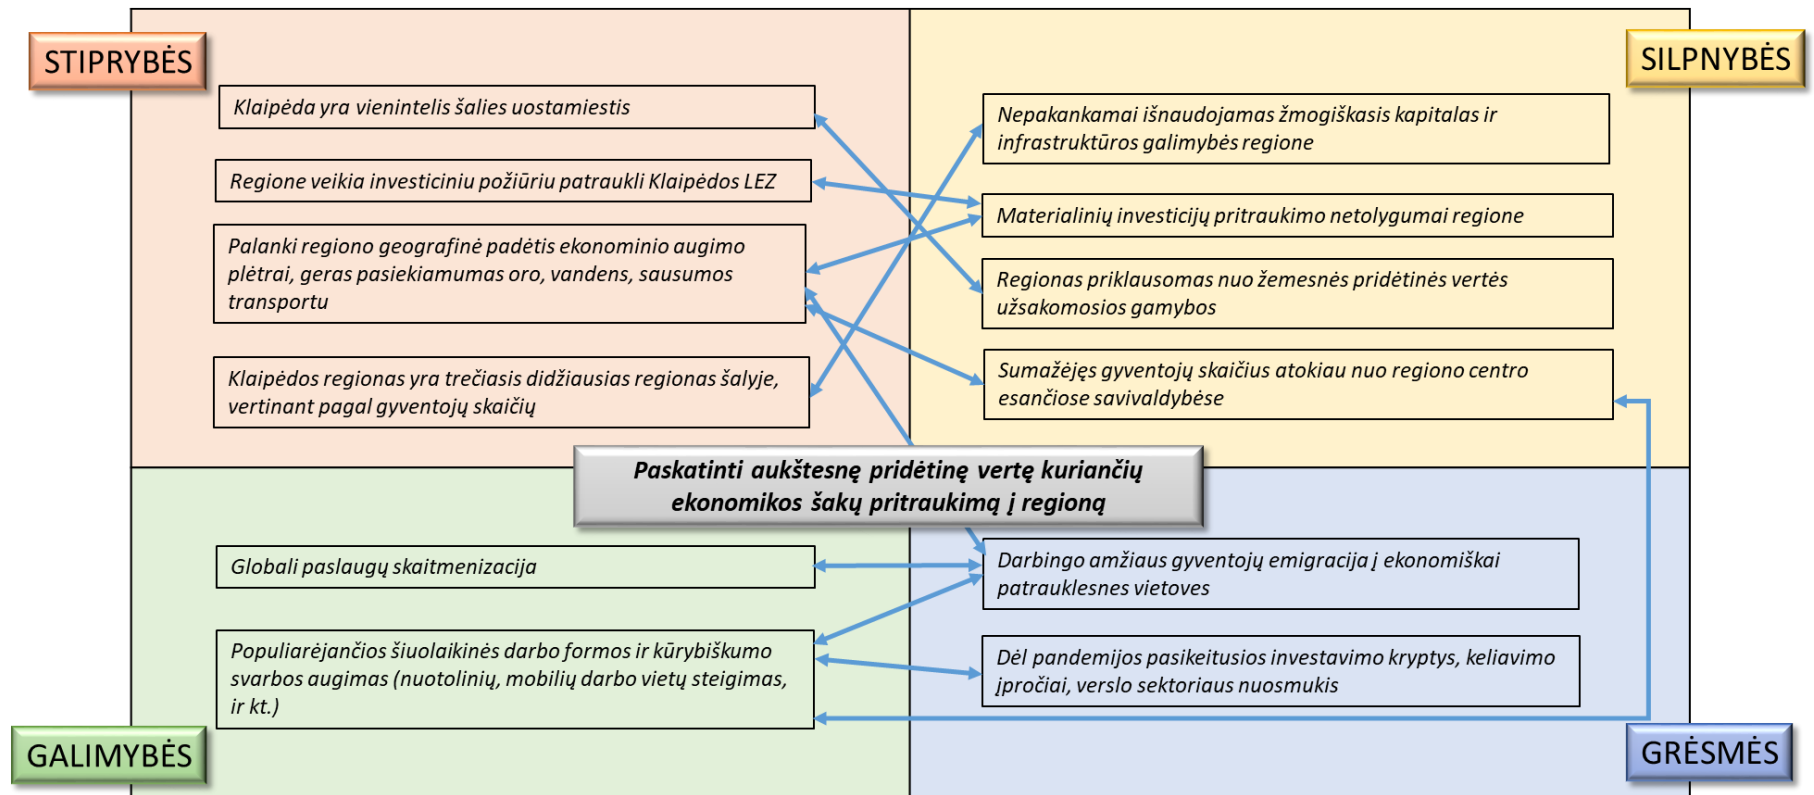 STIPRYBĖS
Klaipėda yra vienintelis šalies uostamiestis
Regione veikia investiciniu požiūriu patraukli Klaipėdos LEZ
Palanki regiono geografinė padėtis ekonominio augimo
plėtrai, geras pasiekiamumas oro, vandens, sausumos
transportu
Klaipėdos regionas yra trečiasis didžiausias regionas šalyje,
vertinant pagal gyventojų skaičių
SILPNYBĖS
Nepakankamai išnaudojamas žmogiškasis kapitalas ir
infrastruktūros galimybės regione
Materialinių investicijų pritraukimo netolygumai regione
Regionas priklausomas nuo žemesnės pridėtinės vertės
užsakomosios gamybos
Sumažėjęs gyventojų skaičius atokiau nuo regiono centro
esančiose savivaldybėse
Paskatinti aukštesnę pridėtinę vertę kuriančių
ekonomikos šakų pritraukimą į regioną
Globali paslaugų skaitmenizacija
Populiarėjančios šiuolaikinės darbo formos ir kūrybiškumo
svarbos augimas (nuotolinių, mobilių darbo vietų steigimas,
ir kt.)
GALIMYBĖS
Darbingo amžiaus gyventojų emigracija į ekonomiškai
patrauklesnes vietoves
Dėl pandemijos pasikeitusios investavimo kryptys, keliavimo
įpročiai, verslo sektoriaus nuosmukis
GRĖSMĖS